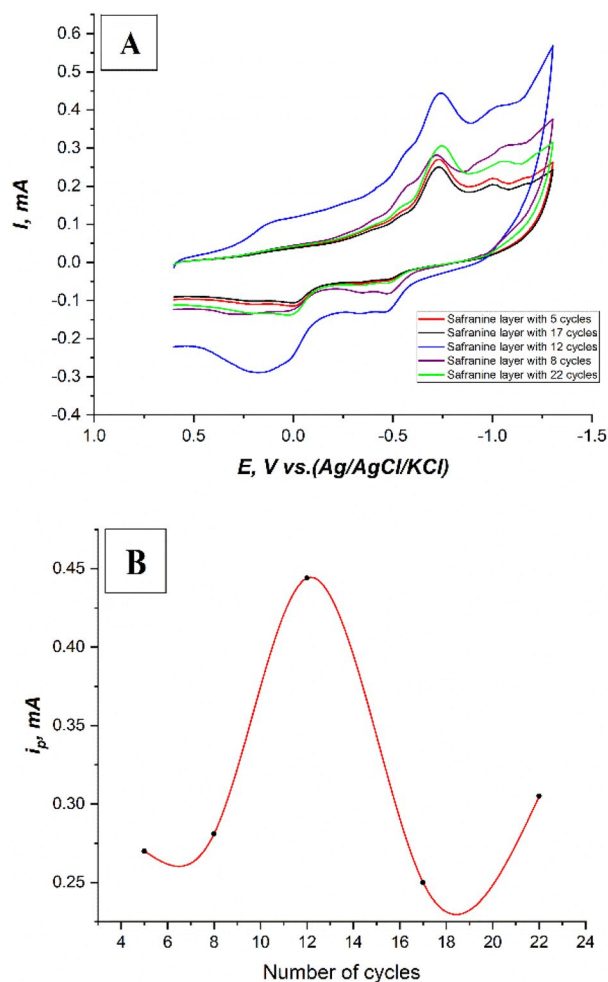 A
0.6
0.5
0.4
0.3
0.2
0.1
0.0
-0.1
-0.2
-0.3
-0.4
I, mA
Safranine layer with 5 cycles
Safranine layer with 17 cycles
Safranine layer with 12 cycles
Safranine layer with 8 cycles
Safranine layer with 22 cycles
1.0 0.5 0.0 -0.5 -1.0 -1.5
E, V vs.(Ag/AgCl/KCl)
B
0.45
0.40
0.35
0.30
0.25
ip, mA
4 6 8 10 12 14 16 18 20 22 24
Number of cycles